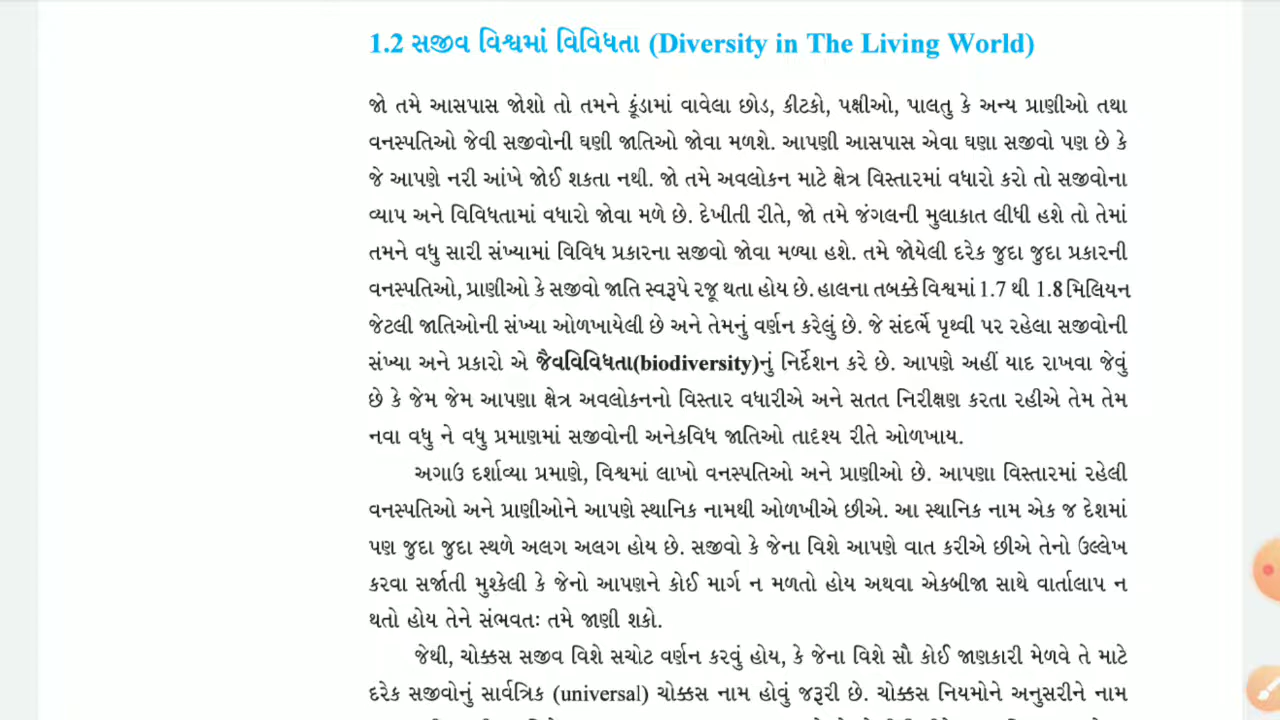 1.2 સજીવ વિશ્વમાં વિવિધતા (Diversity in The Living World)
જો તમે આસપાસ જોશો તો તમને કૂંડામાં વાવેલા છોડ, કીટકો, પક્ષીઓ, પાલતુ કે અન્ય પ્રાણીઓ તથા
વનસ્પતિઓ જેવી સજીવોની ઘણી જાતિઓ જોવા મળશે. આપણી આસપાસ એવા ઘણા સજીવો પણ છે કે
જે આપણે નરી આંખે જોઈ શકતા નથી. જો તમે અવલોકન માટે ક્ષેત્ર વિસ્તારમાં વધારો કરો તો સજીવોના
વ્યાપ અને વિવિધતામાં વધારો જોવા મળે છે. દેખીતી રીતે, જો તમે જંગલની મુલાકાત લીધી હશે તો તેમાં
તમને વધુ સારી સંખ્યામાં વિવિધ પ્રકારના સજીવો જોવા મળ્યા હશે. તમે જોયેલી દરેક જુદા જુદા પ્રકારની
વનસ્પતિઓ, પ્રાણીઓ કે સજીવો જાતિ સ્વરૂપે રજૂ થતા હોય છે. હાલના તબક્કે વિશ્વમાં 1.7 થી 1.8 મિલિયન
જેટલી જાતિઓની સંખ્યા ઓળખાયેલી છે અને તેમનું વર્ણન કરેલું છે. જે સંદર્ભે પૃથ્વી પર રહેલા સજીવોની
સંખ્યા અને પ્રકારો એ જૈવવિવિધતા(biodiversity)નું નિર્દેશન કરે છે. આપણે અહીં યાદ રાખવા જેવું
છે કે જેમ જેમ આપણા ક્ષેત્ર અવલોકનનો વિસ્તાર વધારીએ અને સતત નિરીક્ષણ કરતા રહીએ તેમ તેમ
નવા વધુ ને વધુ પ્રમાણમાં સજીવોની અનેકવિધ જાતિઓ તાદૃશ્ય રીતે ઓળખાય.
અગાઉ દર્શાવ્યા પ્રમાણે, વિશ્વમાં લાખો વનસ્પતિઓ અને પ્રાણીઓ છે. આપણા વિસ્તારમાં રહેલી
વનસ્પતિઓ અને પ્રાણીઓને આપણે સ્થાનિક નામથી ઓળખીએ છીએ. આ સ્થાનિક નામ એક જ દેશમાં
પણ જુદા જુદા સ્થળે અલગ અલગ હોય છે. સજીવો કે જેના વિશે આપણે વાત કરીએ છીએ તેનો ઉલ્લેખ
કરવા સર્જાતી મુશ્કેલી કે જેનો આપણને કોઈ માર્ગ ન મળતો હોય અથવા એકબીજા સાથે વાર્તાલાપ ન
થતો હોય તેને સંભવતઃ તમે જાણી શકો.
જેથી, ચોક્કસ સજીવ વિશે સચોટ વર્ણન કરવું હોય, કે જેના વિશે સૌ કોઈ જાણકારી મેળવે તે માટે
દરેક સજીવોનું સાર્વત્રિક (universal) ચોક્કસ નામ હોવું જરૂરી છે. ચોક્કસ નિયમોને અનુસરીને નામ